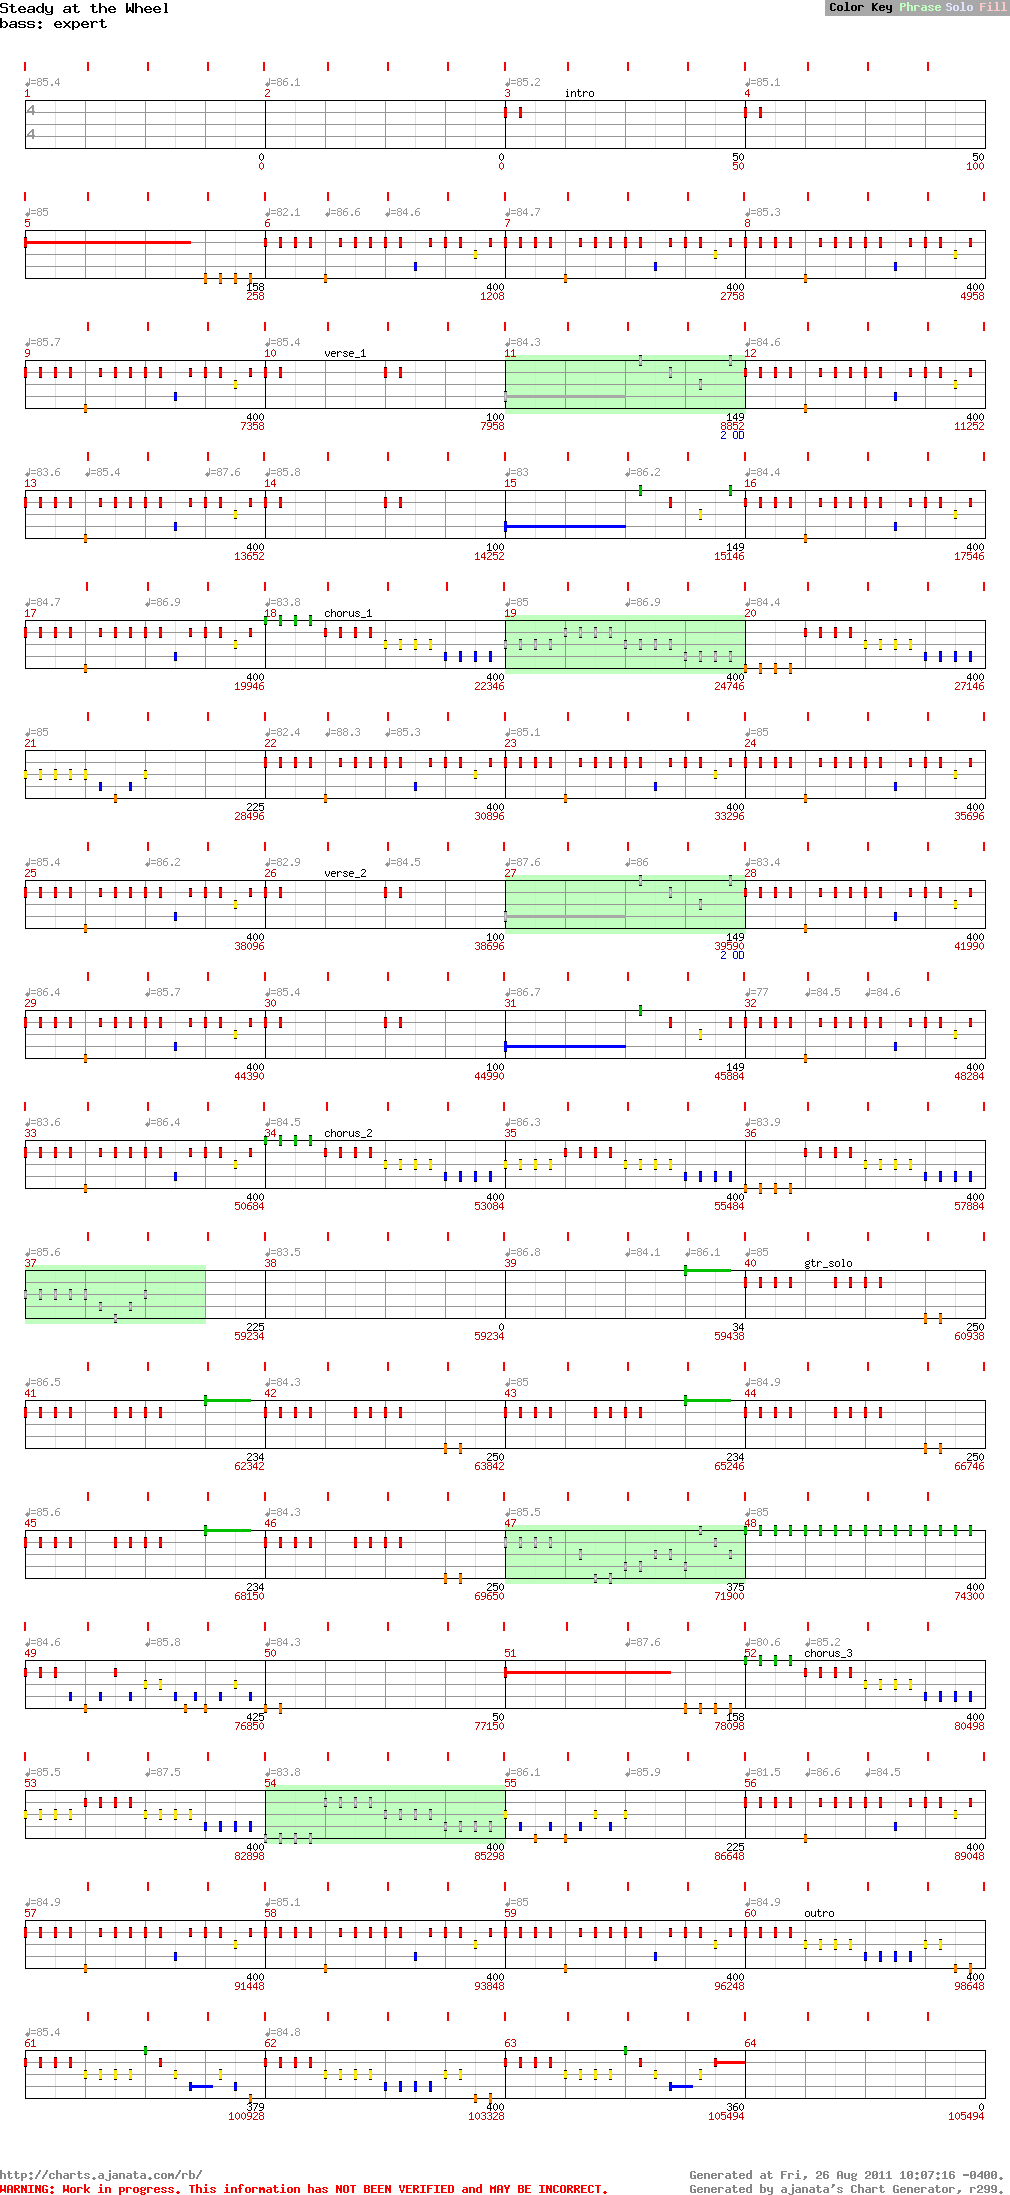 Steady at the Wheel
bass: expert
Color Key Phrase Solo Fill
♩=85.4 ♩=86.1 ♩=85.2 ♩=85.1
1 2 3 intro 4
4
4
0 0 50 50
0 0 50 100
♩=85 ♩=82.1 ♩=86.6 ♩=84.6 ♩=84.7 ♩=85.3
5 6 7 8
158 400 400 400
258 1208 2758 4958
♩=85.7 ♩=85.4 ♩=84.3 ♩=84.6
9 10 verse_1 11 12
400 100 149 400
7358 7958 8852 11252
2 OD
♩=83.6 ♩=85.4 ♩=87.6 ♩=85.8 ♩=83 ♩=86.2 ♩=84.4
13 14 15 16
400 100 149 400
13652 14252 15146 17546
♩=84.7 ♩=86.9 ♩=83.8 ♩=85 ♩=86.9 ♩=84.4
17 18 chorus_1 19 20
400 400 400 400
19946 22346 24746 27146
♩=85 ♩=82.4 ♩=88.3 ♩=85.3 ♩=85.1 ♩=85
21 22 23 24
225 400 400 400
28496 30896 33296 35696
♩=85.4 ♩=86.2 ♩=82.9 ♩=84.5 ♩=87.6 ♩=86 ♩=83.4
25 26 verse_2 27 28
400 100 149 400
38096 38696 39590 41990
2 OD
♩=86.4 ♩=85.7 ♩=85.4 ♩=86.7 ♩=77 ♩=84.5 ♩=84.6
29 30 31 32
400 100 149 400
44390 44990 45884 48284
♩=83.6 ♩=86.4 ♩=84.5 ♩=86.3 ♩=83.9
33 34 chorus_2 35 36
400 400 400 400
50684 53084 55484 57884
♩=85.6 ♩=83.5 ♩=86.8 ♩=84.1 ♩=86.1 ♩=85
37 38 39 40 gtr_solo
225 0 34 250
59234 59234 59438 60938
♩=86.5 ♩=84.3 ♩=85 ♩=84.9
41 42 43 44
234 250 234 250
62342 63842 65246 66746
♩=85.6 ♩=84.3 ♩=85.5 ♩=85
45 46 47 48
234 250 375 400
68150 69650 71900 74300
♩=84.6 ♩=85.8 ♩=84.3 ♩=87.6 ♩=80.6 ♩=85.2
49 50 51 52 chorus_3
425 50 158 400
76850 77150 78098 80498
♩=85.5 ♩=87.5 ♩=83.8 ♩=86.1 ♩=85.9 ♩=81.5 ♩=86.6 ♩=84.5
53 54 55 56
400 400 225 400
82898 85298 86648 89048
♩=84.9 ♩=85.1 ♩=85 ♩=84.9
57 58 59 60 outro
400 400 400 400
91448 93848 96248 98648
♩=85.4 ♩=84.8
61 62 63 64
379 400 360 0
100928 103328 105494 105494
http://charts.ajanata.com/rb/ Generated at Fri, 26 Aug 2011 10:07:16 -0400.
WARNING: Work in progress. This information has NOT BEEN VERIFIED and MAY BE INCORRECT. Generated by ajanata's Chart Generator, r299.